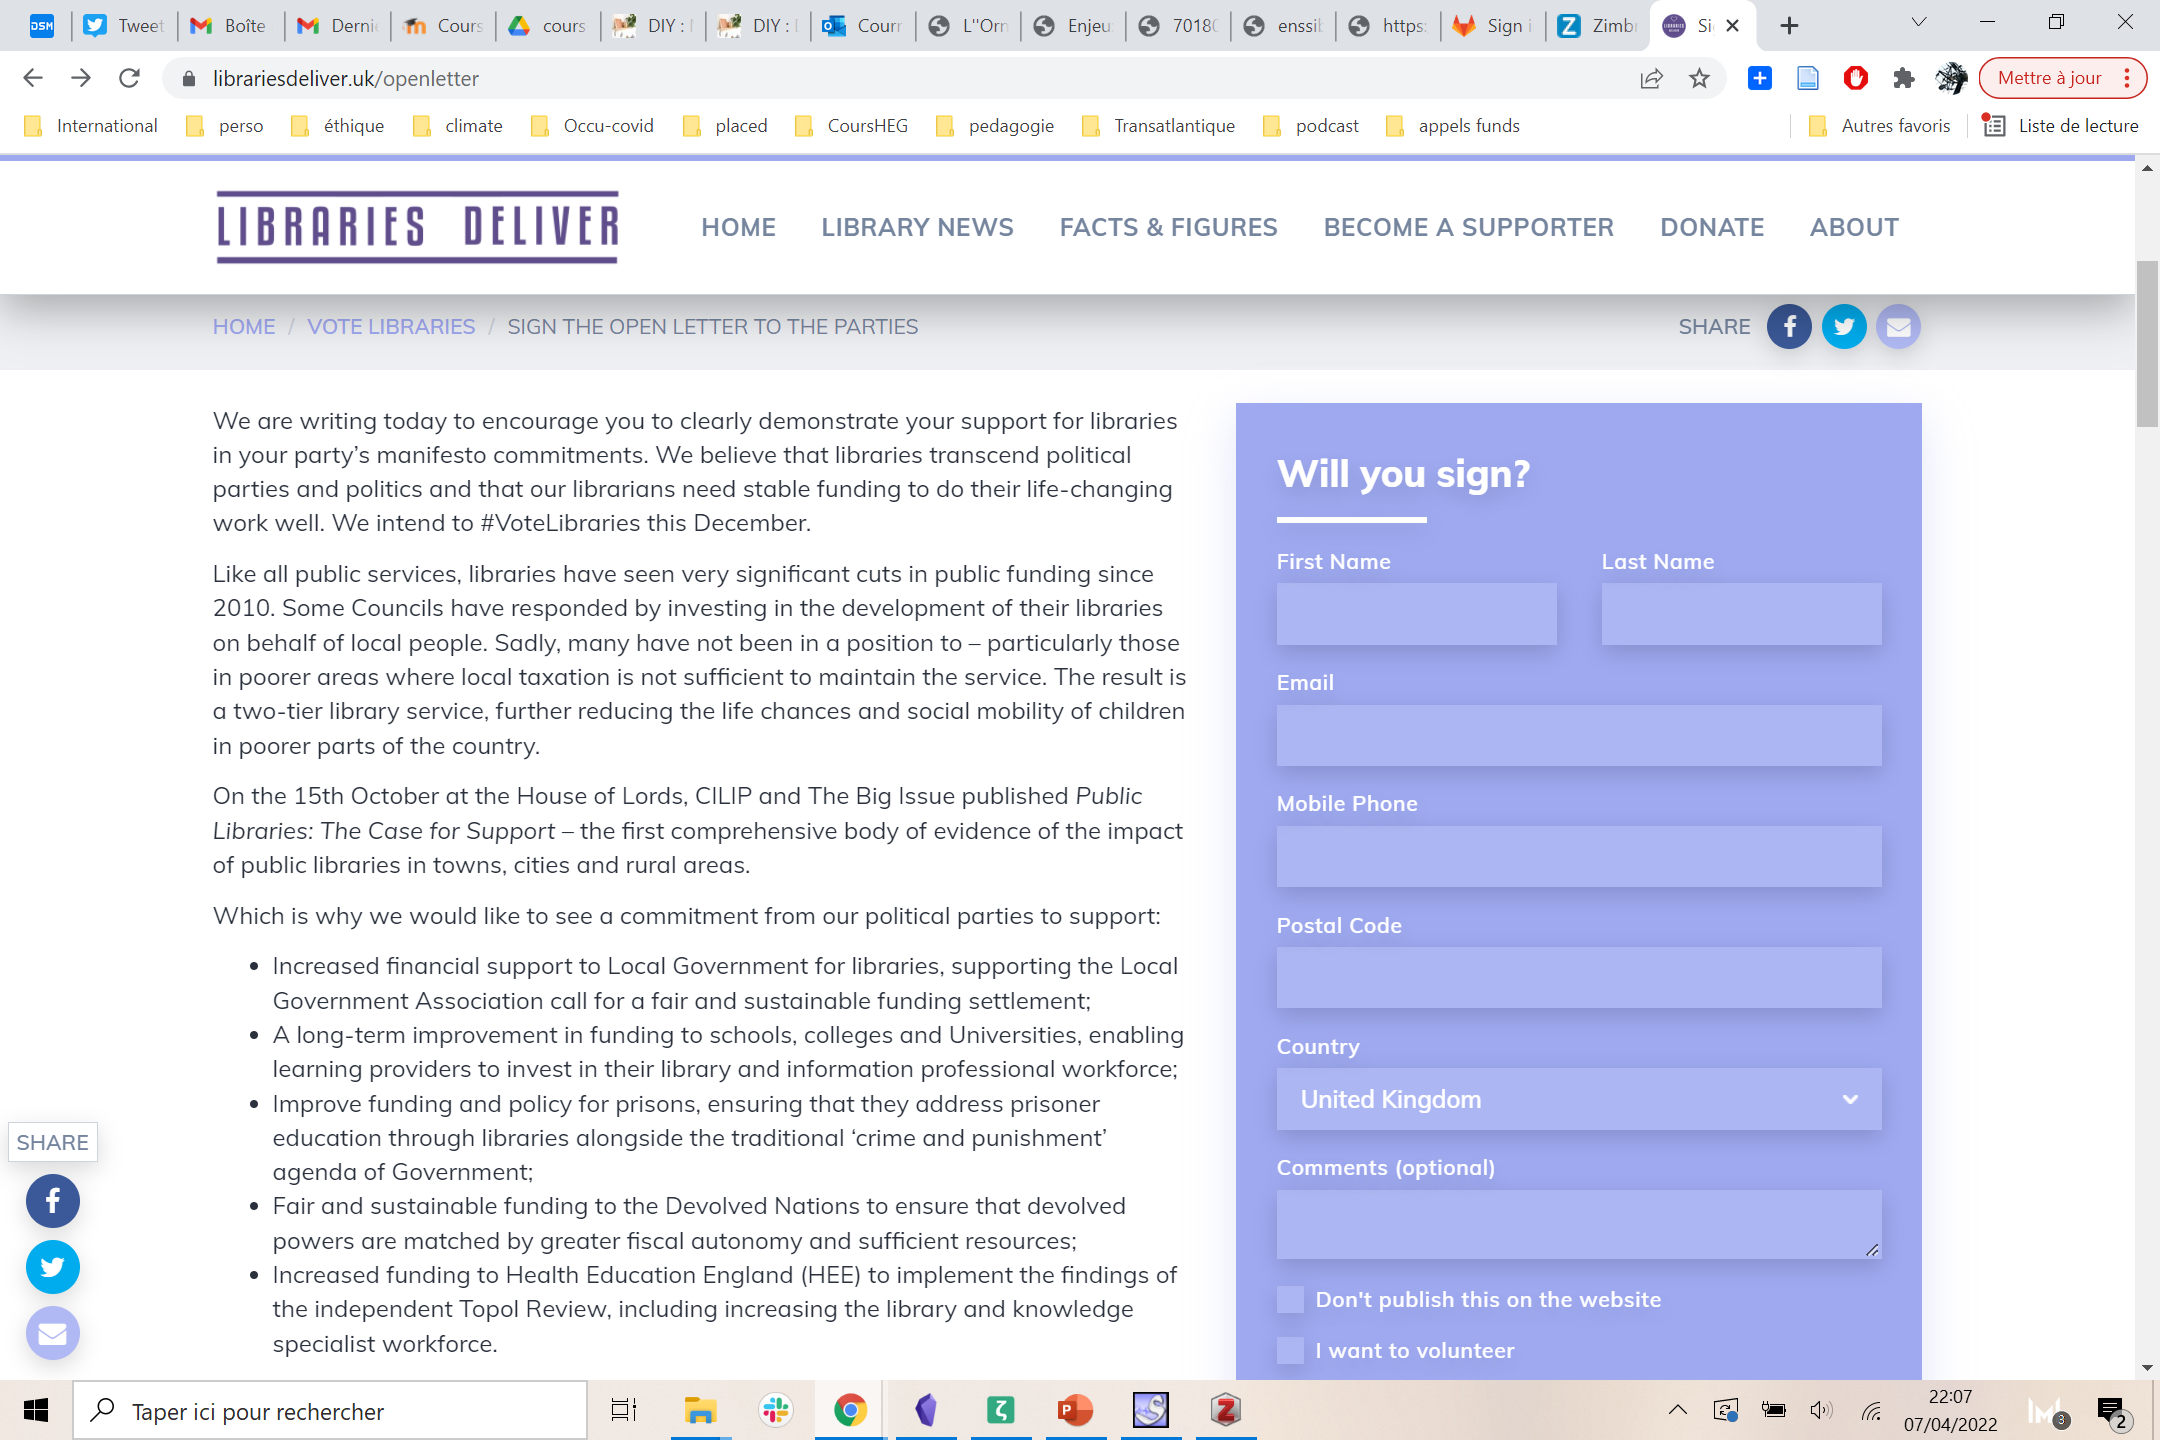 DSM Tweet Boîte Derni Cours cours DIY : DIY : Courr L"Orn Enjeu 7018 enssib https: Sign i Zimbr Si
librariesdeliver.uk/openletter
Mettre à jour
International perso éthique climate Occu-covid placed CoursHEG pedagogie Transatlantique podcast appels funds Autres favoris Liste de lecture
LIBRARIES DELIVER
HOME LIBRARY NEWS FACTS & FIGURES BECOME A SUPPORTER DONATE ABOUT
HOME / VOTE LIBRARIES / SIGN THE OPEN LETTER TO THE PARTIES
SHARE
We are writing today to encourage you to clearly demonstrate your support for libraries
in your party’s manifesto commitments. We believe that libraries transcend political
parties and politics and that our librarians need stable funding to do their life-changing
work well. We intend to #VoteLibraries this December.
Like all public services, libraries have seen very significant cuts in public funding since
2010. Some Councils have responded by investing in the development of their libraries
on behalf of local people. Sadly, many have not been in a position to – particularly those
in poorer areas where local taxation is not sufficient to maintain the service. The result is
a two-tier library service, further reducing the life chances and social mobility of children
in poorer parts of the country.
On the 15th October at the House of Lords, CILIP and The Big Issue published Public
Libraries: The Case for Support – the first comprehensive body of evidence of the impact
of public libraries in towns, cities and rural areas.
Which is why we would like to see a commitment from our political parties to support:
• Increased financial support to Local Government for libraries, supporting the Local
Government Association call for a fair and sustainable funding settlement;
• A long-term improvement in funding to schools, colleges and Universities, enabling
learning providers to invest in their library and information professional workforce;
• Improve funding and policy for prisons, ensuring that they address prisoner
education through libraries alongside the traditional ‘crime and punishment’
agenda of Government;
• Fair and sustainable funding to the Devolved Nations to ensure that devolved
powers are matched by greater fiscal autonomy and sufficient resources;
• Increased funding to Health Education England (HEE) to implement the findings of
the independent Topol Review, including increasing the library and knowledge
specialist workforce.
Will you sign?
First Name Last Name
Email
Mobile Phone
Postal Code
Country
United Kingdom
Comments (optional)
Don't publish this on the website
I want to volunteer
SHARE
Taper ici pour rechercher
22:07
07/04/2022
3
2